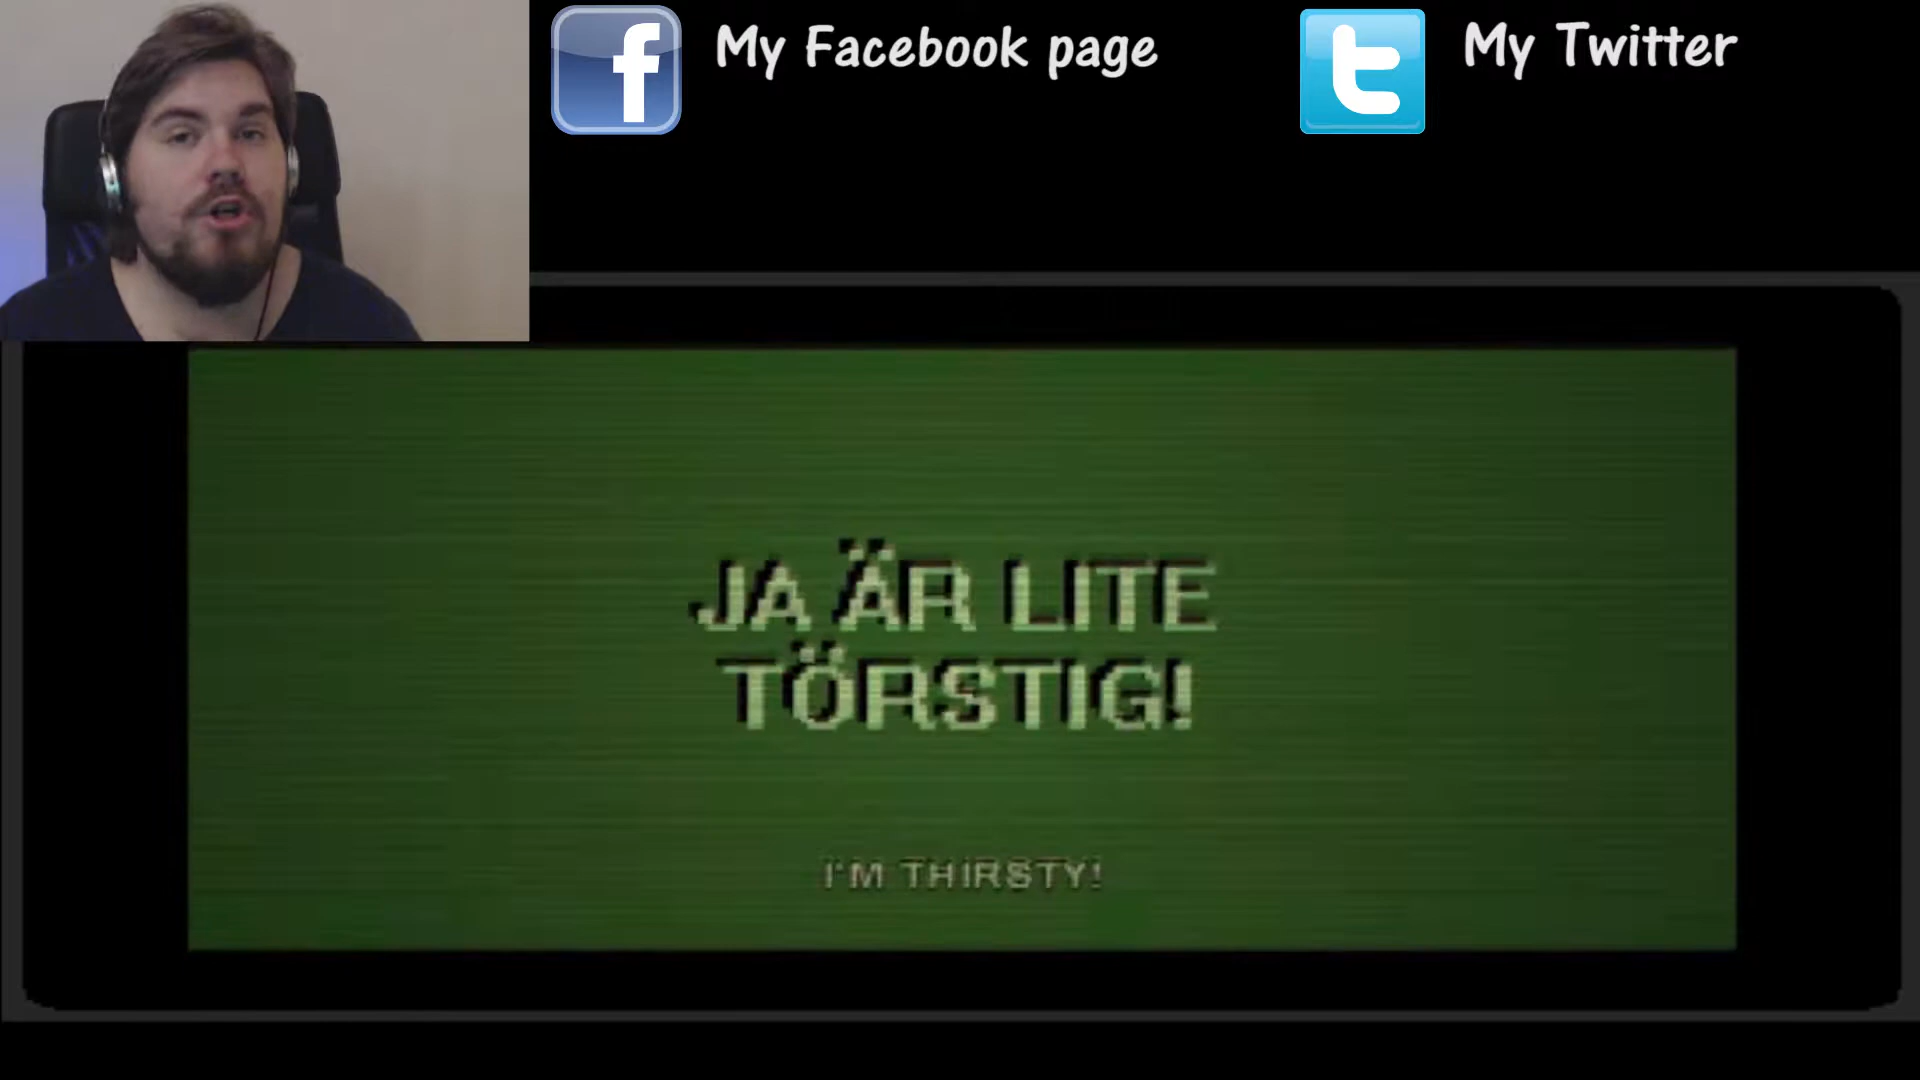 My Facebook page
My Twitter
JA ÄR LITE
TÖRSTIG!
I'M THIRSTY!